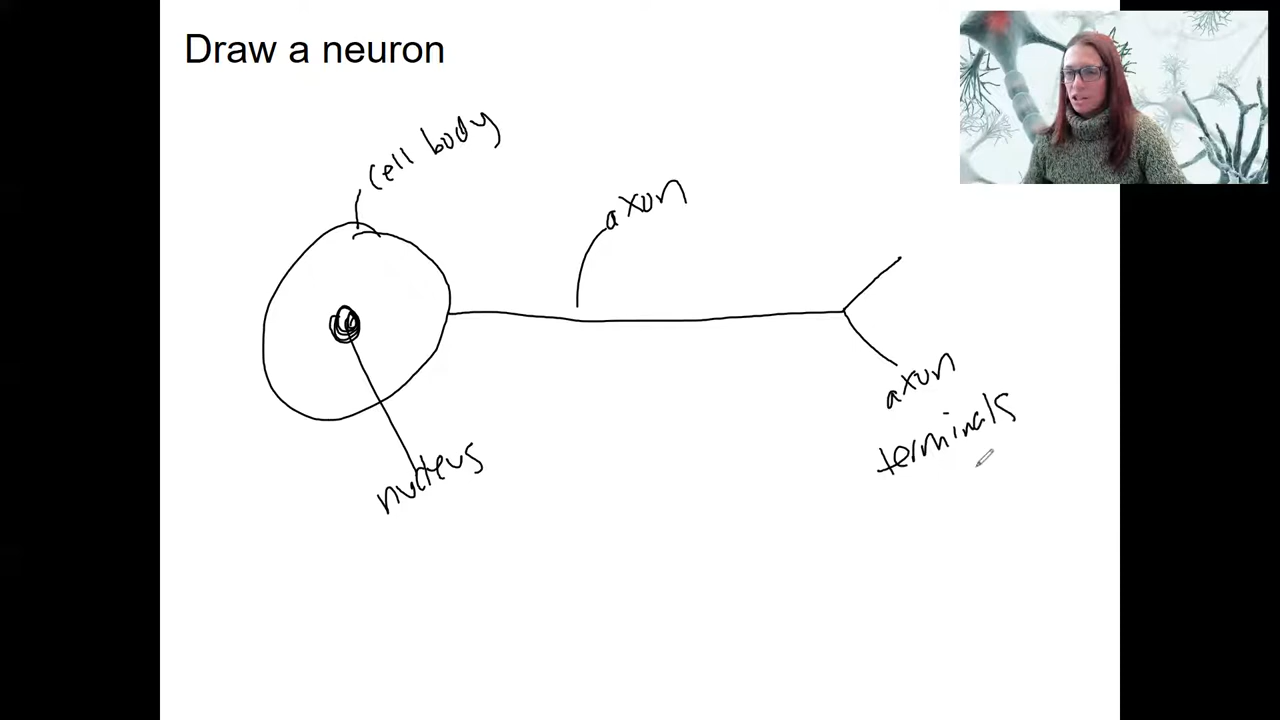 Draw a neuron
cell body
axon
axon
terminals
nucleus